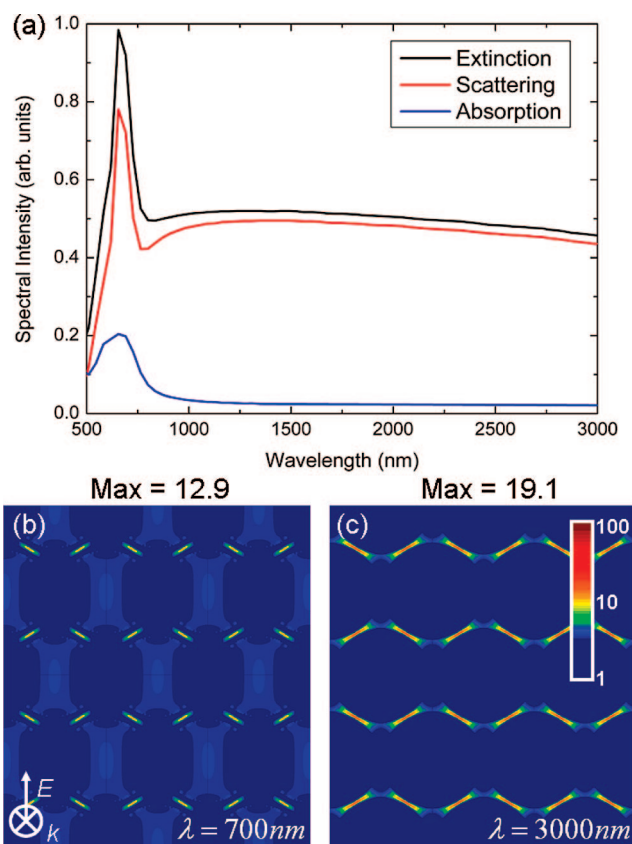 (a)
1.0
0.8
0.6
0.4
0.2
0.0
Spectral Intensity (arb. units)
Extinction
Scattering
Absorption
500 1000 1500 2000 2500 3000
Wavelength (nm)
Max = 12.9 Max = 19.1
(b) (c)
100
10
1
E
k
λ = 700nm λ = 3000nm